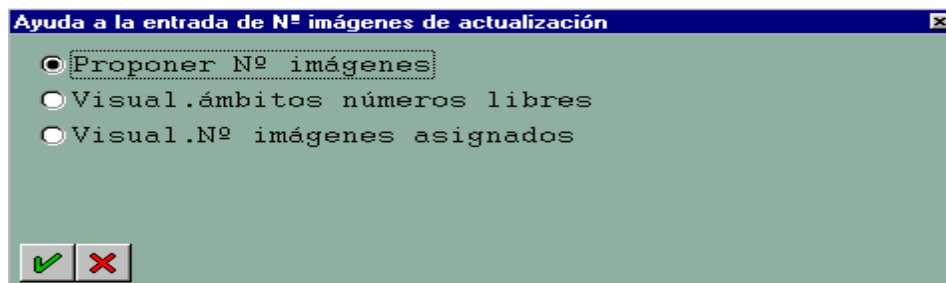 Ayuda a la entrada de Nº imágenes de actualización
Proponer Nº imágenes
Visual.ámbitos números libres
Visual.Nº imágenes asignados